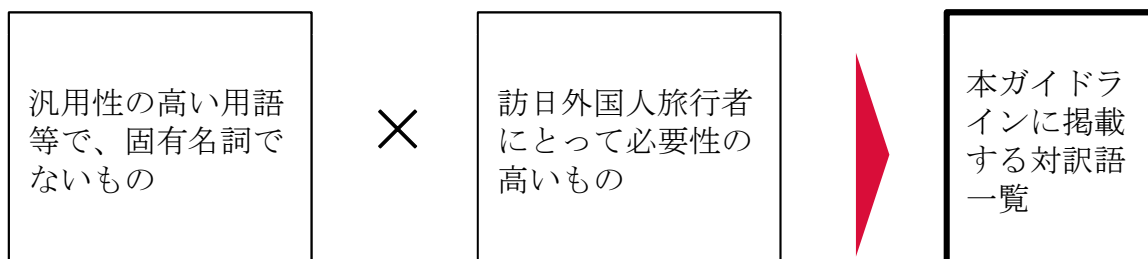 汎用性の高い用語
等で、固有名詞で
ないもの
×
訪日外国人旅行者
にとって必要性の
高いもの
本ガイドラ
インに掲載
する対訳語
一覧